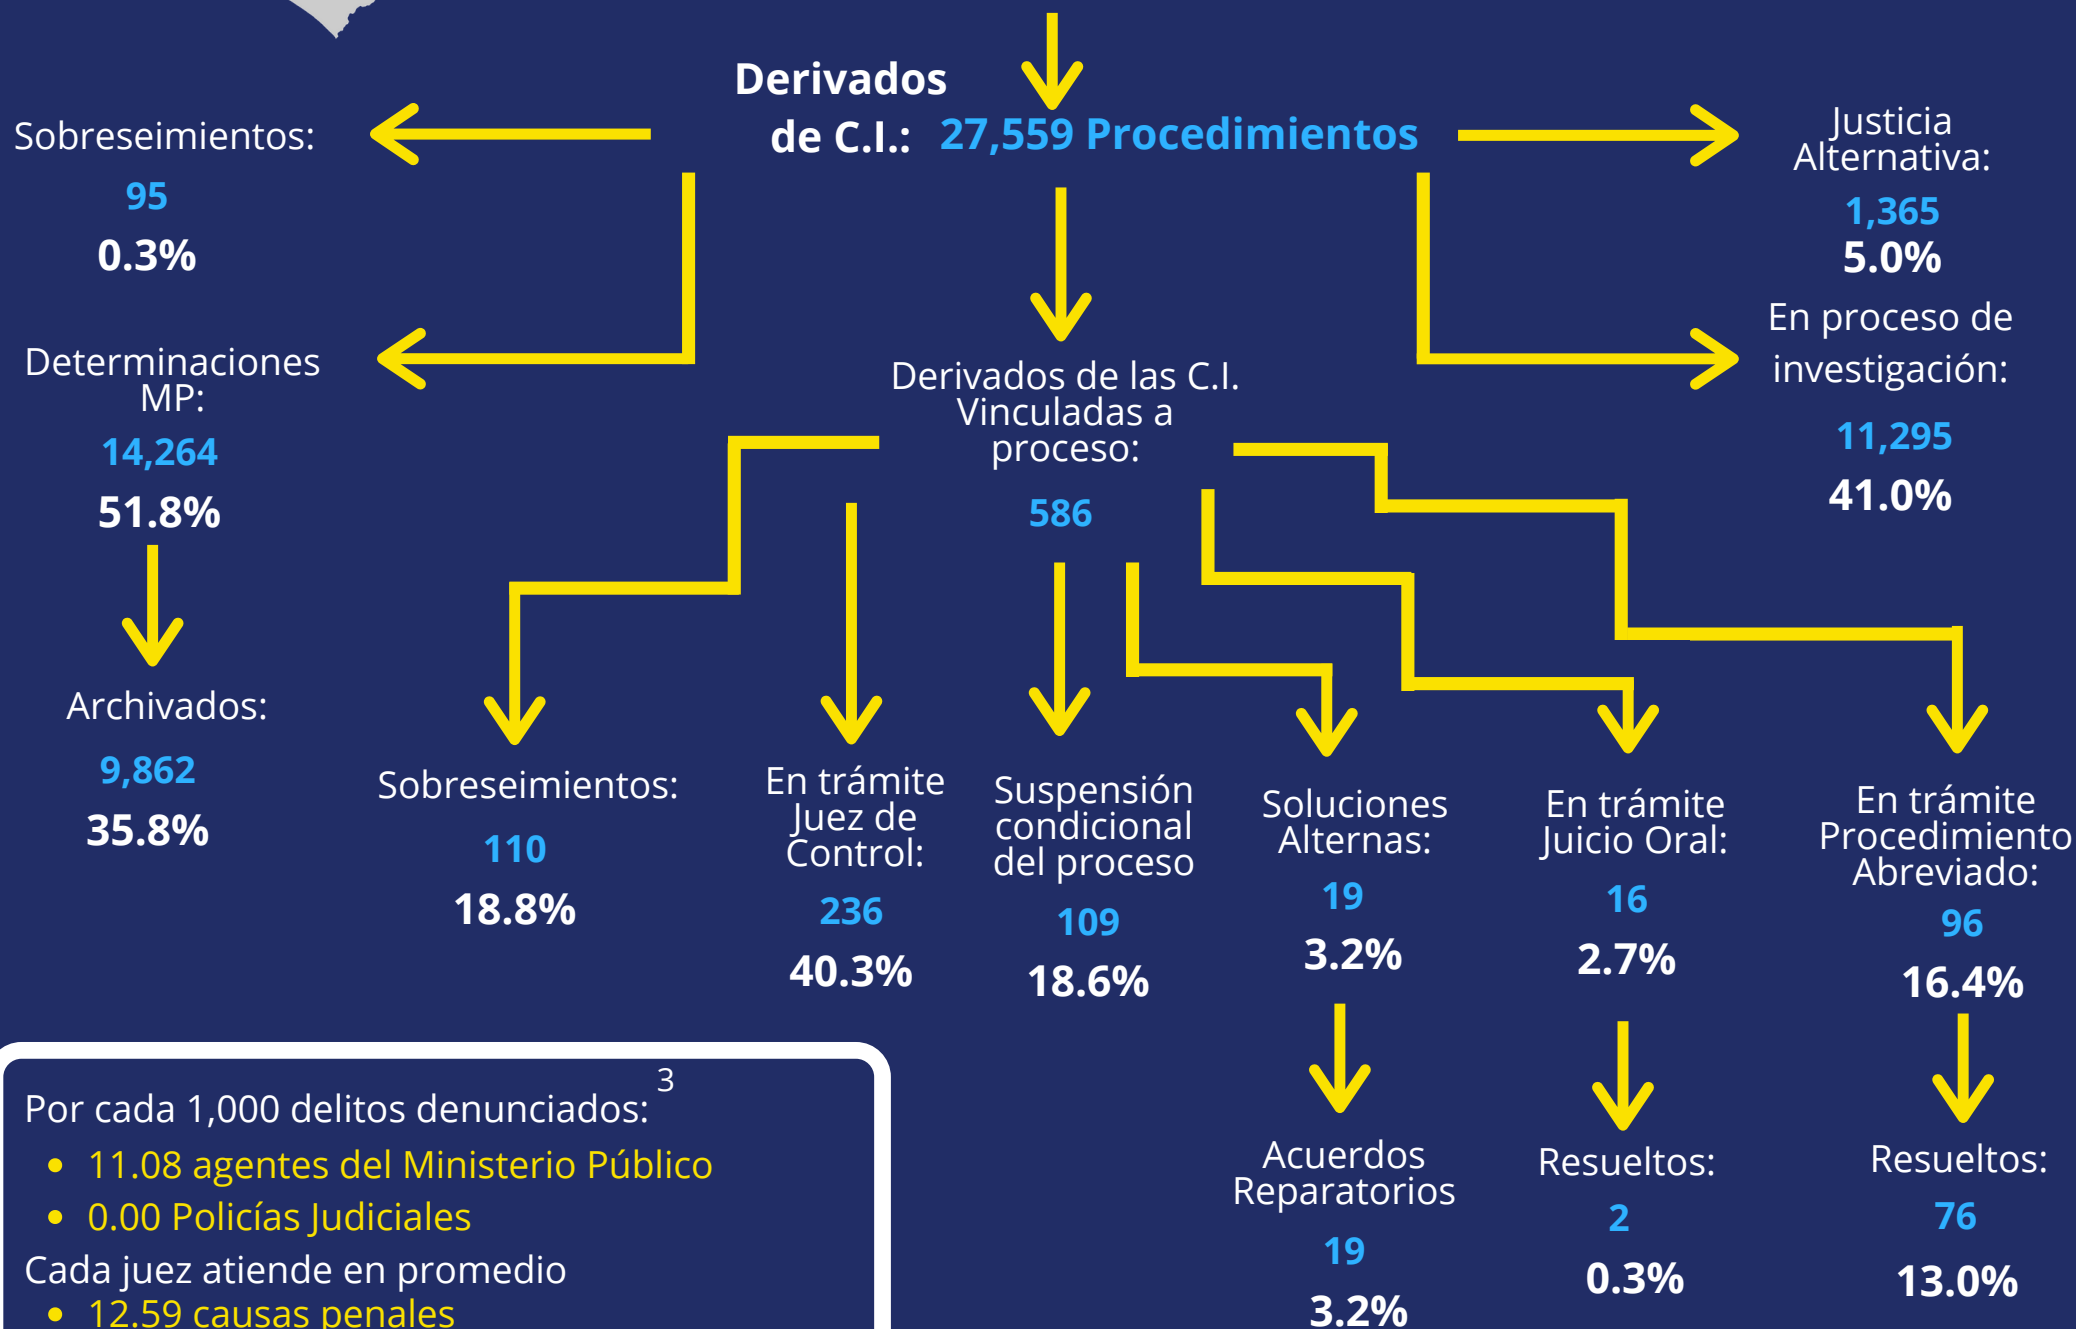 Derivados
de C.I.: 27,559 Procedimientos
Sobreseimientos:
95
0.3%
Justicia
Alternativa:
1,365
5.0%
Determinaciones
MP:
14,264
51.8%
En proceso de
investigación:
11,295
41.0%
Derivados de las C.I.
Vinculadas a
proceso:
586
Archivados:
9,862
35.8%
Sobreseimientos:
110
18.8%
En trámite
Juez de
Control:
236
40.3%
Suspensión
condicional
del proceso
109
18.6%
Soluciones
Alternas:
19
3.2%
En trámite
Juicio Oral:
16
2.7%
En trámite
Procedimiento
Abreviado:
96
16.4%
Acuerdos
Reparatorios
19
3.2%
Resueltos:
2
0.3%
Resueltos:
76
13.0%
Por cada 1,000 delitos denunciados: 3
• 11.08 agentes del Ministerio Público
• 0.00 Policías Judiciales
Cada juez atiende en promedio
• 12.59 causas penales